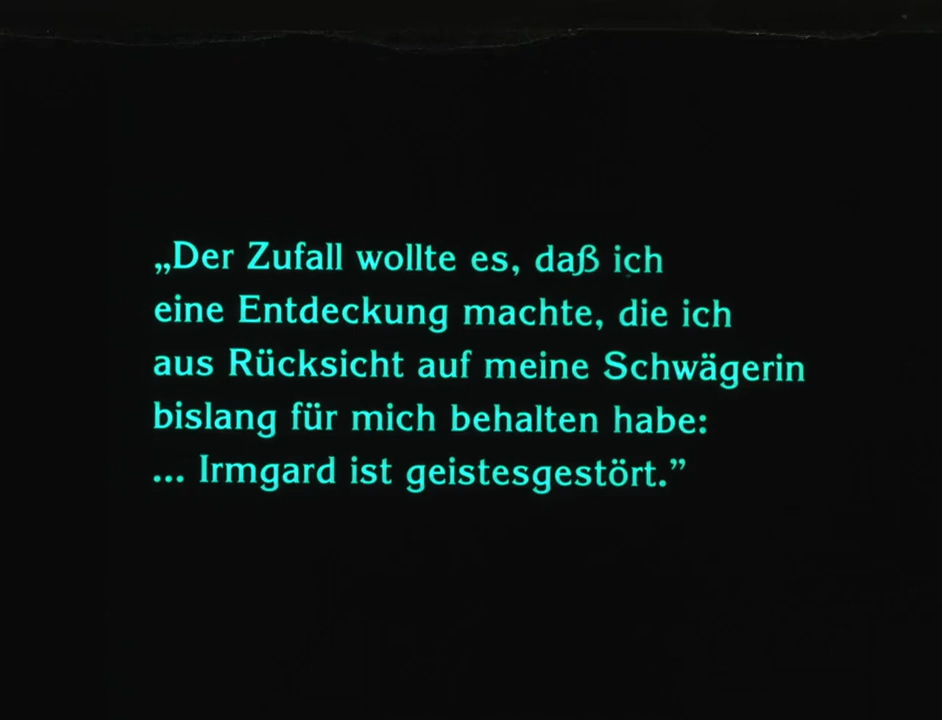 „Der Zufall wollte es, daß ich
eine Entdeckung machte, die ich
aus Rücksicht auf meine Schwägerin
bislang für mich behalten habe:
... Irmgard ist geistesgestört.”